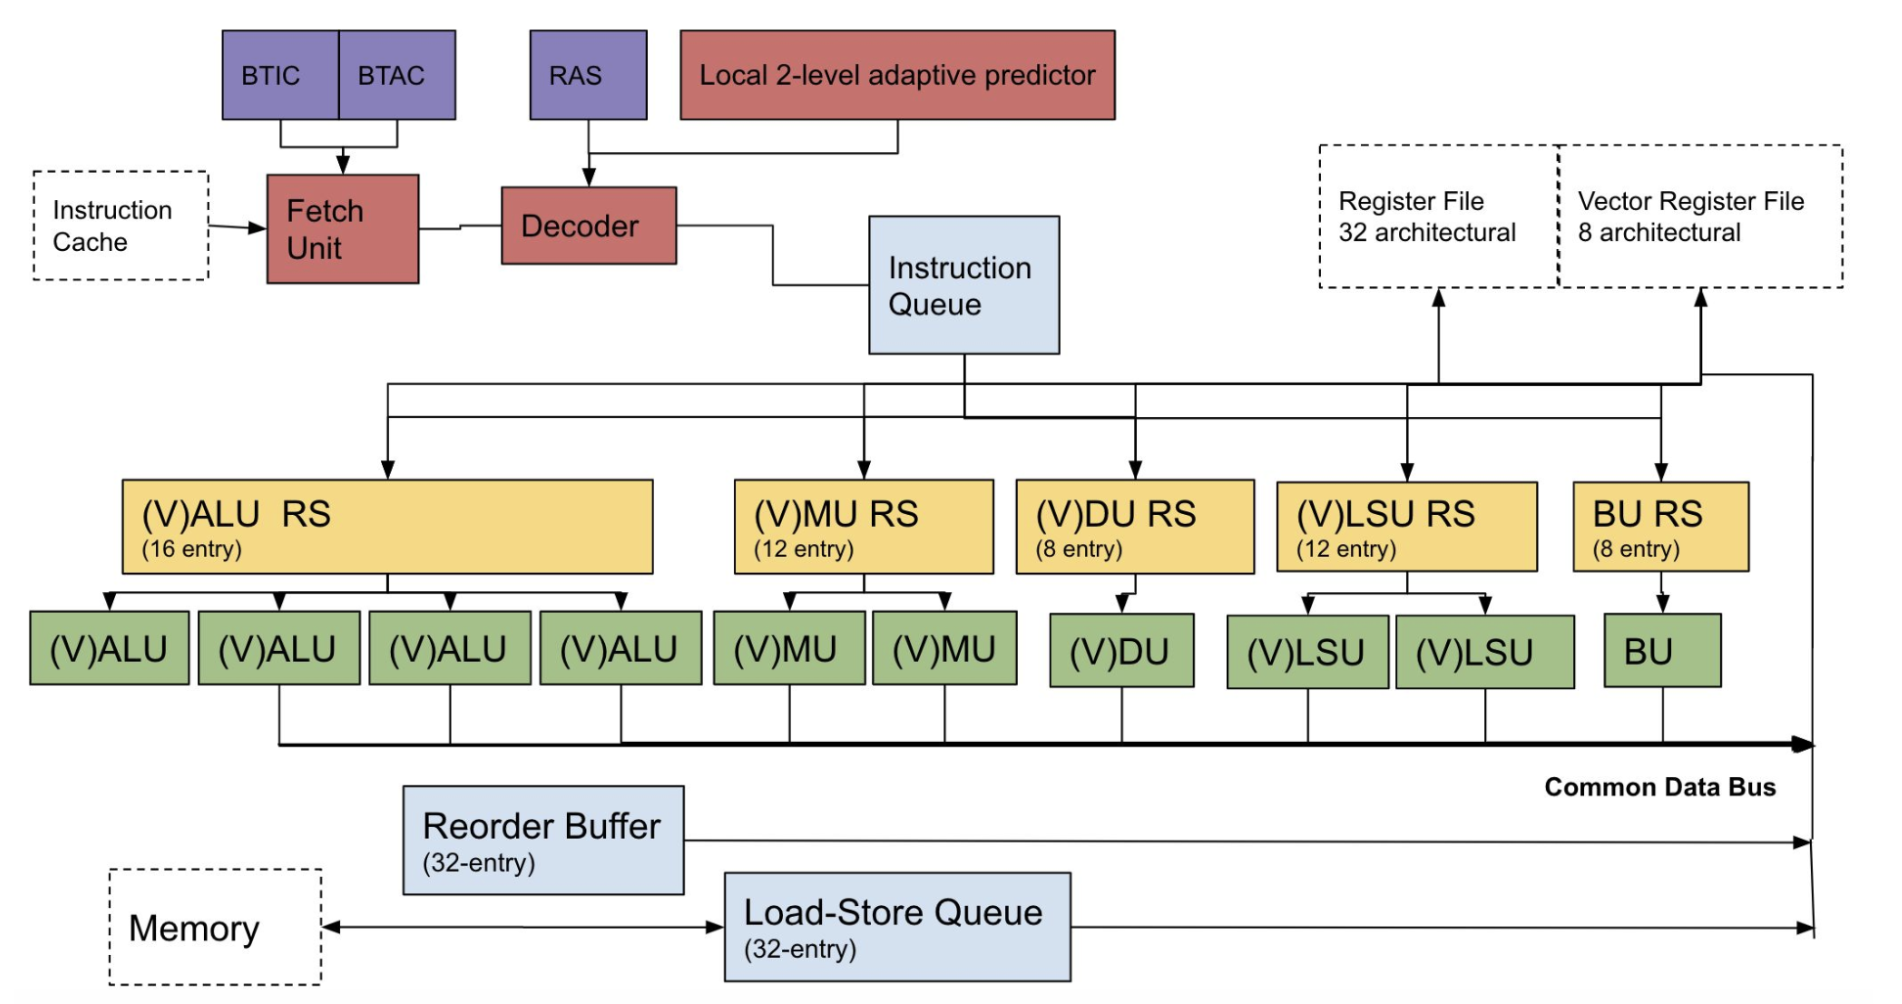 BTIC
BTAC
RAS
Local 2-level adaptive predictor
Instruction
Cache
Fetch
Unit
Decoder
Instruction
Queue
Register File
32 architectural
Vector Register File
8 architectural
(V)ALU RS
(16 entry)
(V)MU RS
(12 entry)
(V)DU RS
(8 entry)
(V)LSU RS
(12 entry)
BU RS
(8 entry)
(V)ALU
(V)ALU
(V)ALU
(V)ALU
(V)MU
(V)MU
(V)DU
(V)LSU
(V)LSU
BU
Common Data Bus
Reorder Buffer
(32-entry)
Memory
Load-Store Queue
(32-entry)